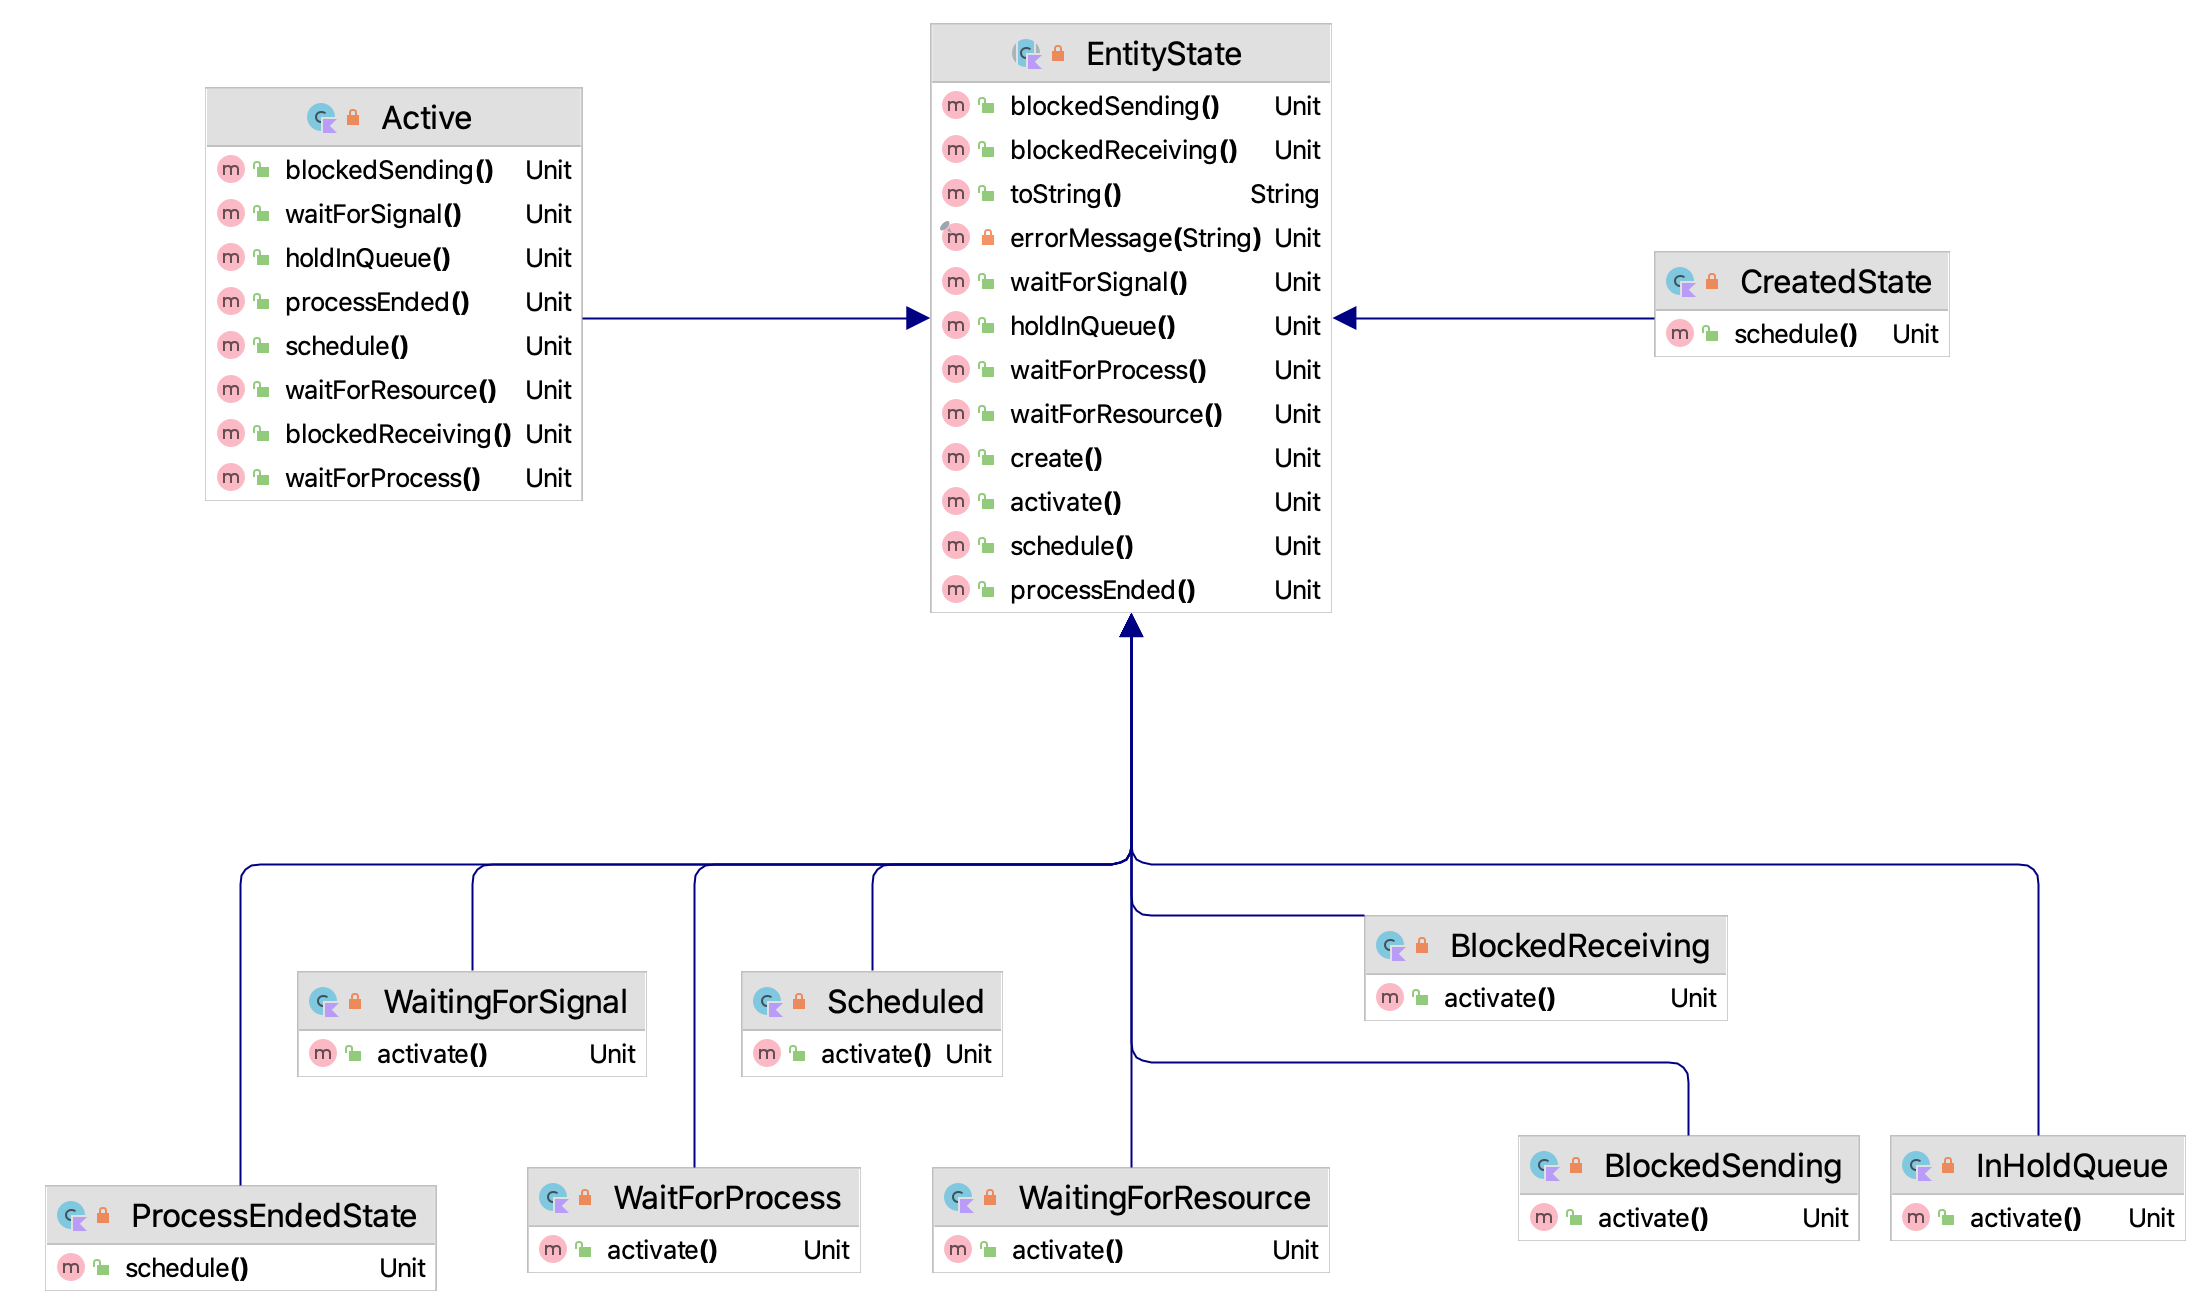 EntityState
blockedSending() Unit
blockedReceiving() Unit
toString() String
errorMessage(String) Unit
waitForSignal() Unit
holdInQueue() Unit
waitForProcess() Unit
waitForResource() Unit
create() Unit
activate() Unit
schedule() Unit
processEnded() Unit
Active
blockedSending() Unit
waitForSignal() Unit
holdInQueue() Unit
processEnded() Unit
schedule() Unit
waitForResource() Unit
blockedReceiving() Unit
waitForProcess() Unit
CreatedState
schedule() Unit
BlockedReceiving
activate() Unit
WaitingForSignal
activate() Unit
Scheduled
activate() Unit
BlockedSending
activate() Unit
InHoldQueue
activate() Unit
WaitForProcess
activate() Unit
WaitingForResource
activate() Unit
ProcessEndedState
schedule() Unit